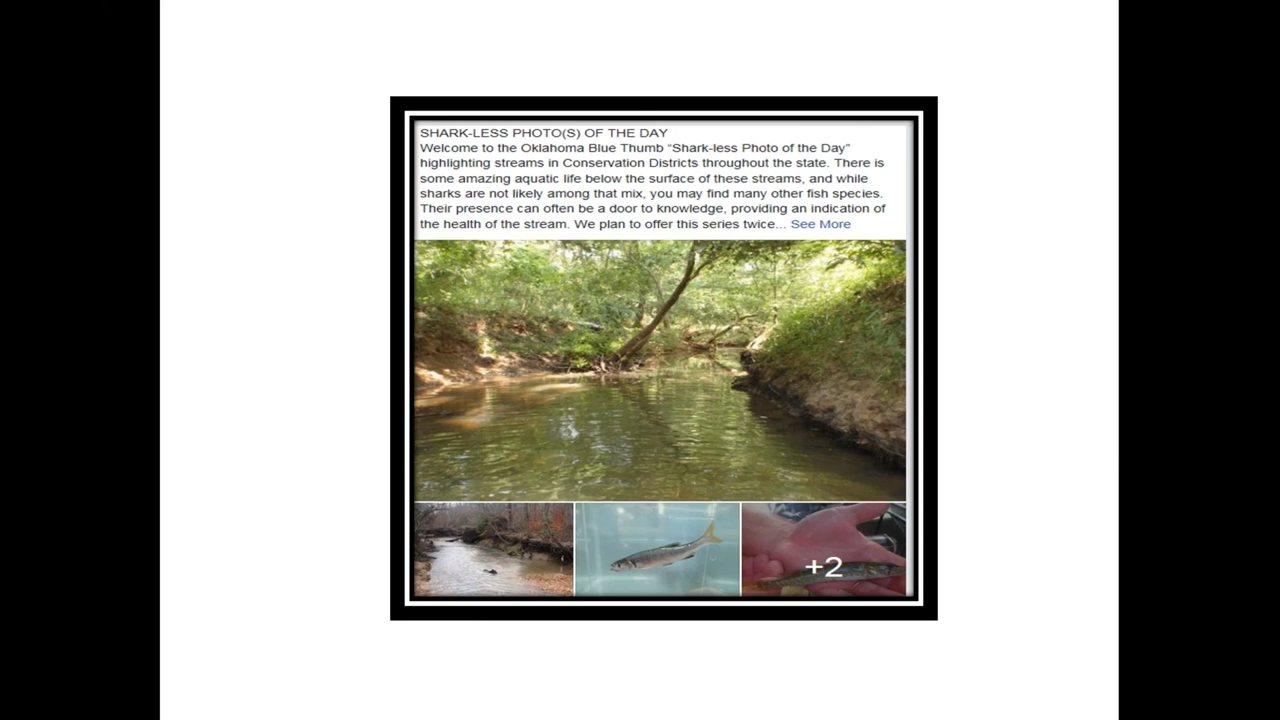 SHARK-LESS PHOTO(S) OF THE DAY
Welcome to the Oklahoma Blue Thumb “Shark-less Photo of the Day”
highlighting streams in Conservation Districts throughout the state. There is
some amazing aquatic life below the surface of these streams, and while
sharks are not likely among that mix, you may find many other fish species.
Their presence can often be a door to knowledge, providing an indication of
the health of the stream. We plan to offer this series twice... See More
+2